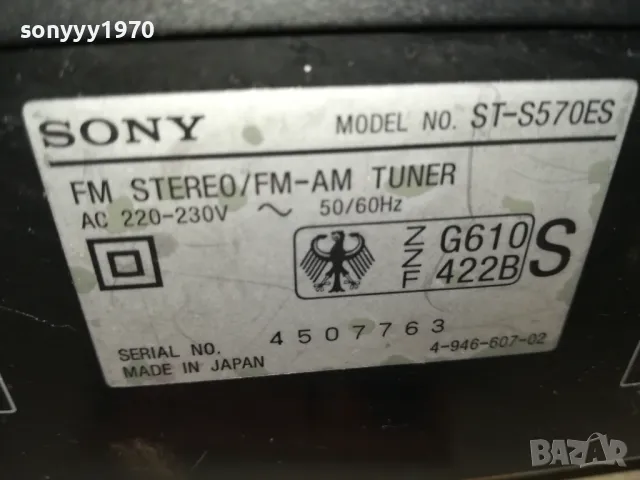 sonyyy1970
SONY MODEL NO. ST-S570ES
FM STEREO/FM-AM TUNER
AC 220-230V ~ 50/60Hz
ZZF G610 S
422B
SERIAL NO. 4507763
MADE IN JAPAN 4-946-607-02
BAZAR